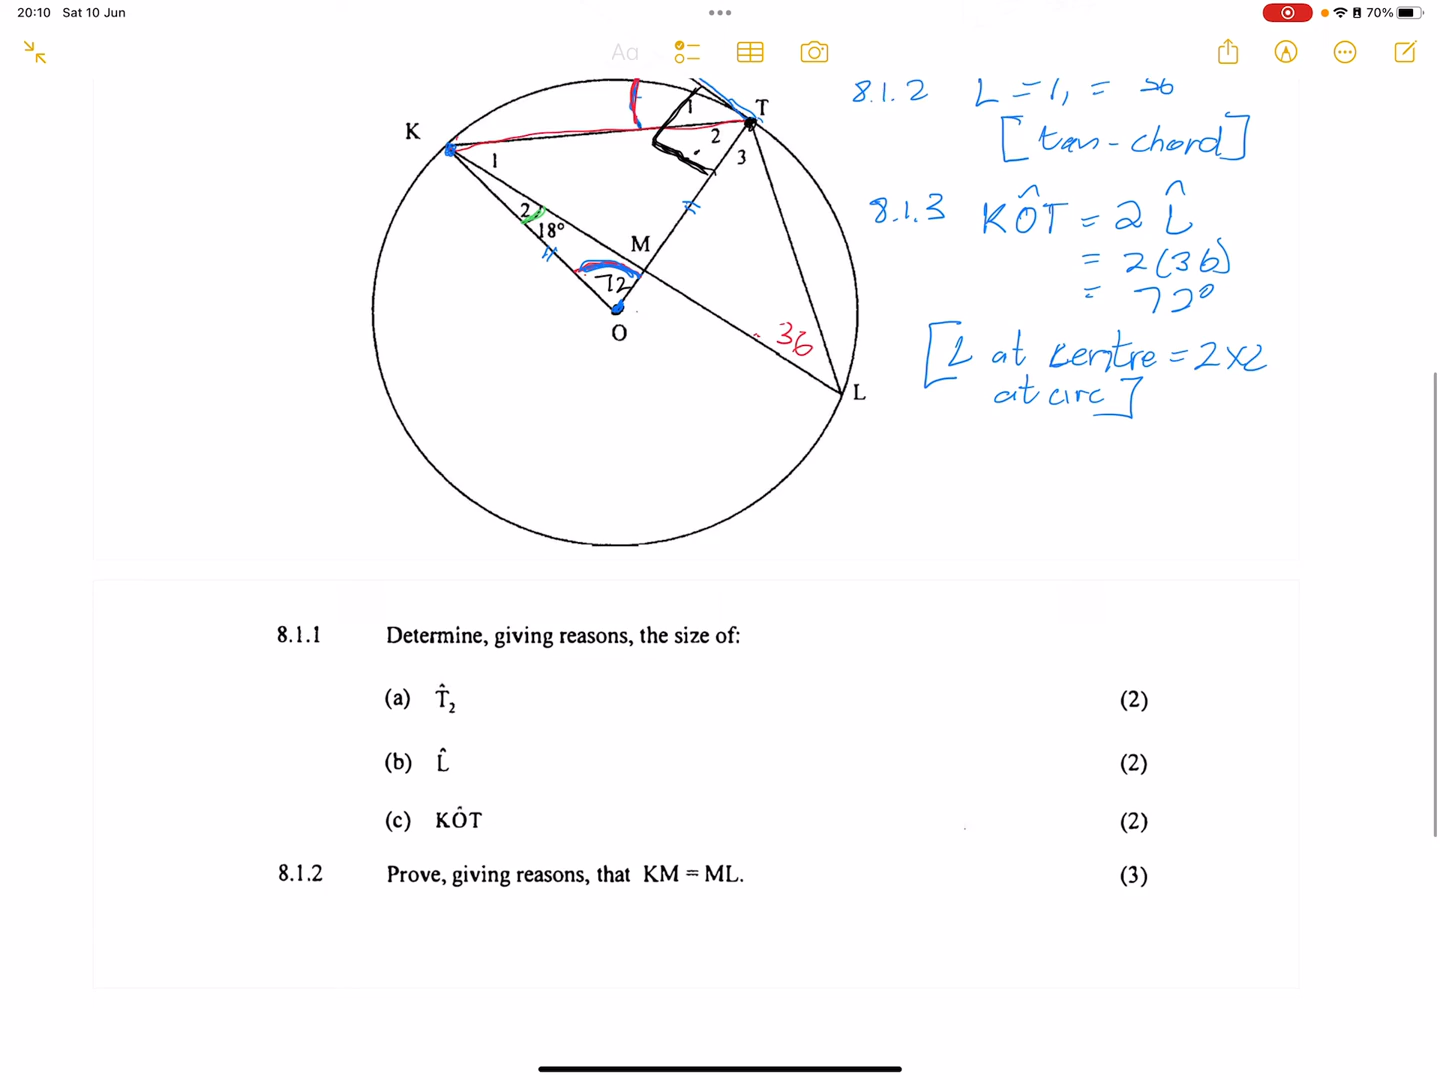 20:10 Sat 10 Jun
70%
Aa
8.1.2 L = 1, = 36
[tan-chord]
8.1.3 KÔT = 2 L̂
= 2(36)
= 72°
[∠ at centre = 2×∠
at circ]
K
T
1
2
3
1
2
18°
M
72
O
36
L
8.1.1 Determine, giving reasons, the size of:
(a) T̂₂ (2)
(b) L̂ (2)
(c) KÔT (2)
8.1.2 Prove, giving reasons, that KM = ML. (3)